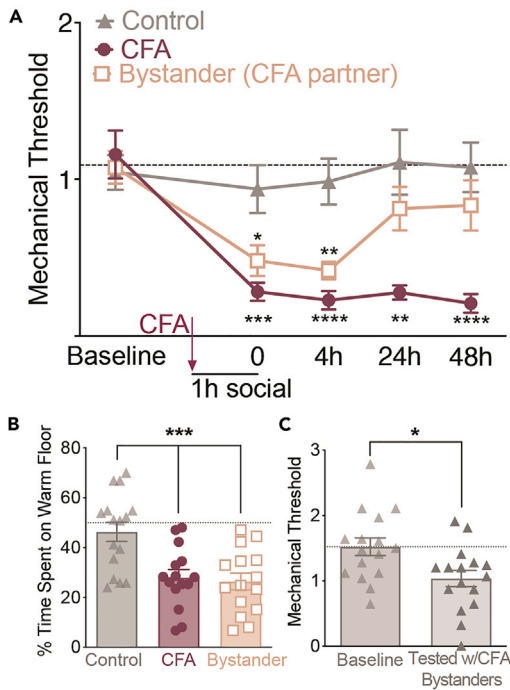 A
Control
CFA
Bystander (CFA partner)
Mechanical Threshold
2
1
*
**
***
****
**
****
CFA
Baseline
0
4h
24h
48h
1h social
B
% Time Spent on Warm Floor
80
60
40
20
0
***
Control
CFA
Bystander
C
Mechanical Threshold
3
2
1
0
*
Baseline
Tested w/CFA
Bystanders